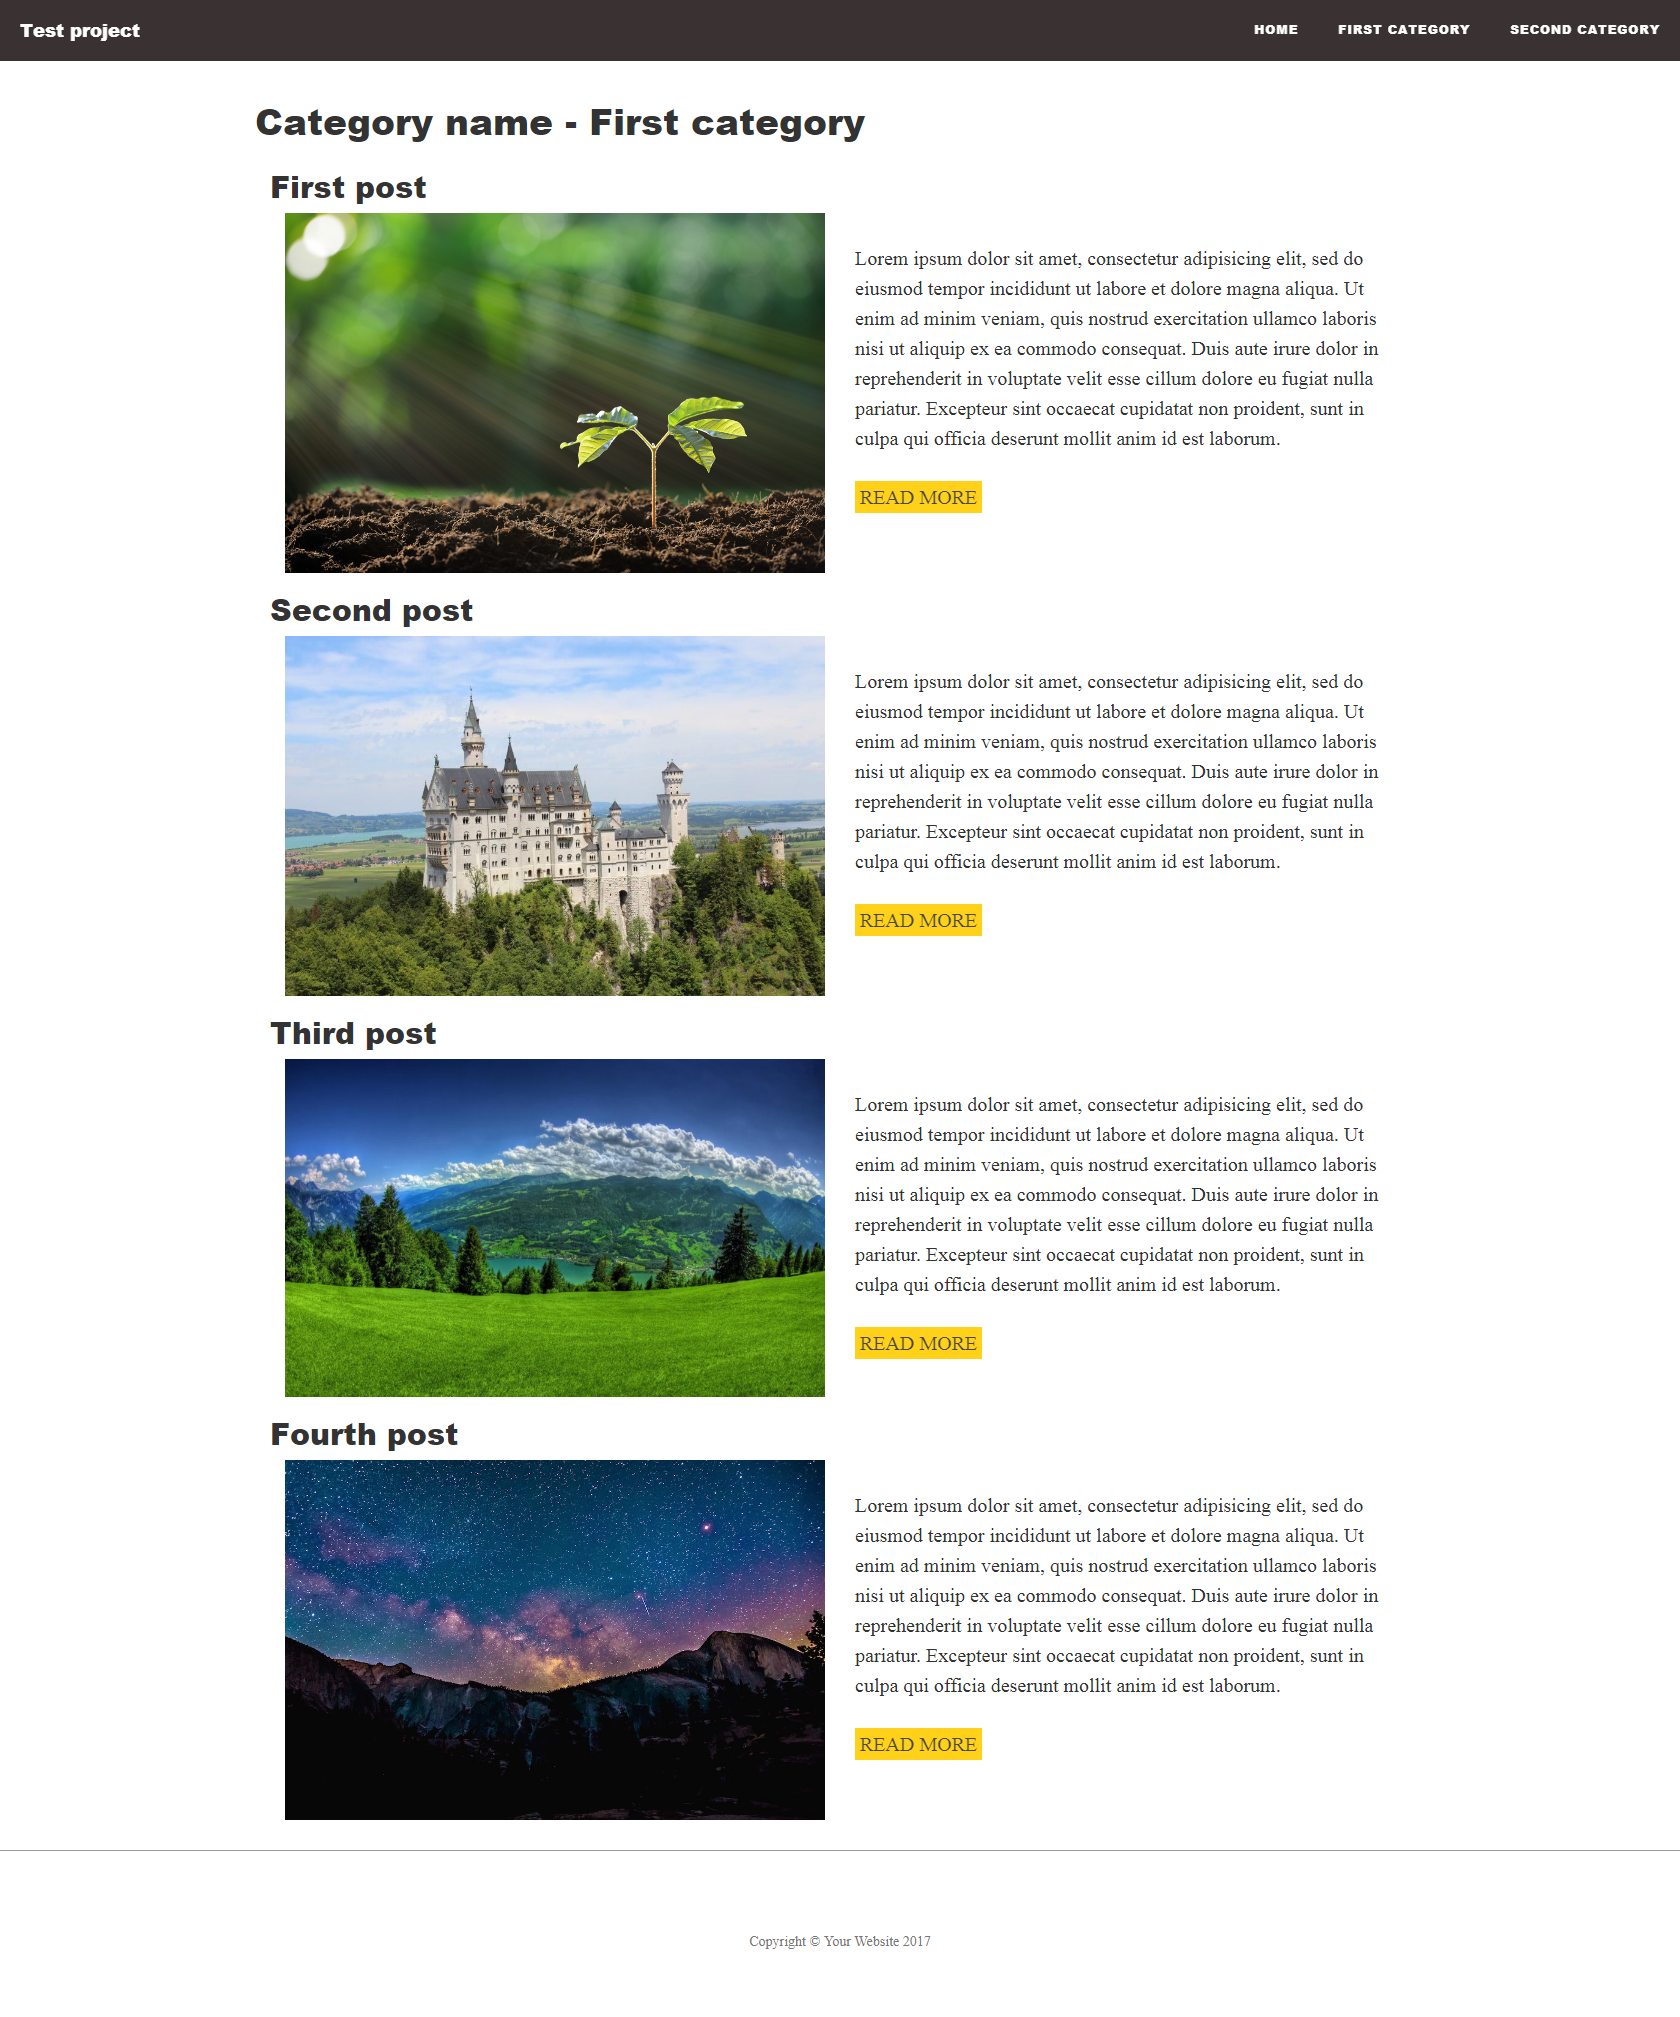 Test project
HOME FIRST CATEGORY SECOND CATEGORY
Category name - First category
First post
Lorem ipsum dolor sit amet, consectetur adipisicing elit, sed do
eiusmod tempor incididunt ut labore et dolore magna aliqua. Ut
enim ad minim veniam, quis nostrud exercitation ullamco laboris
nisi ut aliquip ex ea commodo consequat. Duis aute irure dolor in
reprehenderit in voluptate velit esse cillum dolore eu fugiat nulla
pariatur. Excepteur sint occaecat cupidatat non proident, sunt in
culpa qui officia deserunt mollit anim id est laborum.
READ MORE
Second post
Lorem ipsum dolor sit amet, consectetur adipisicing elit, sed do
eiusmod tempor incididunt ut labore et dolore magna aliqua. Ut
enim ad minim veniam, quis nostrud exercitation ullamco laboris
nisi ut aliquip ex ea commodo consequat. Duis aute irure dolor in
reprehenderit in voluptate velit esse cillum dolore eu fugiat nulla
pariatur. Excepteur sint occaecat cupidatat non proident, sunt in
culpa qui officia deserunt mollit anim id est laborum.
READ MORE
Third post
Lorem ipsum dolor sit amet, consectetur adipisicing elit, sed do
eiusmod tempor incididunt ut labore et dolore magna aliqua. Ut
enim ad minim veniam, quis nostrud exercitation ullamco laboris
nisi ut aliquip ex ea commodo consequat. Duis aute irure dolor in
reprehenderit in voluptate velit esse cillum dolore eu fugiat nulla
pariatur. Excepteur sint occaecat cupidatat non proident, sunt in
culpa qui officia deserunt mollit anim id est laborum.
READ MORE
Fourth post
Lorem ipsum dolor sit amet, consectetur adipisicing elit, sed do
eiusmod tempor incididunt ut labore et dolore magna aliqua. Ut
enim ad minim veniam, quis nostrud exercitation ullamco laboris
nisi ut aliquip ex ea commodo consequat. Duis aute irure dolor in
reprehenderit in voluptate velit esse cillum dolore eu fugiat nulla
pariatur. Excepteur sint occaecat cupidatat non proident, sunt in
culpa qui officia deserunt mollit anim id est laborum.
READ MORE
Copyright © Your Website 2017